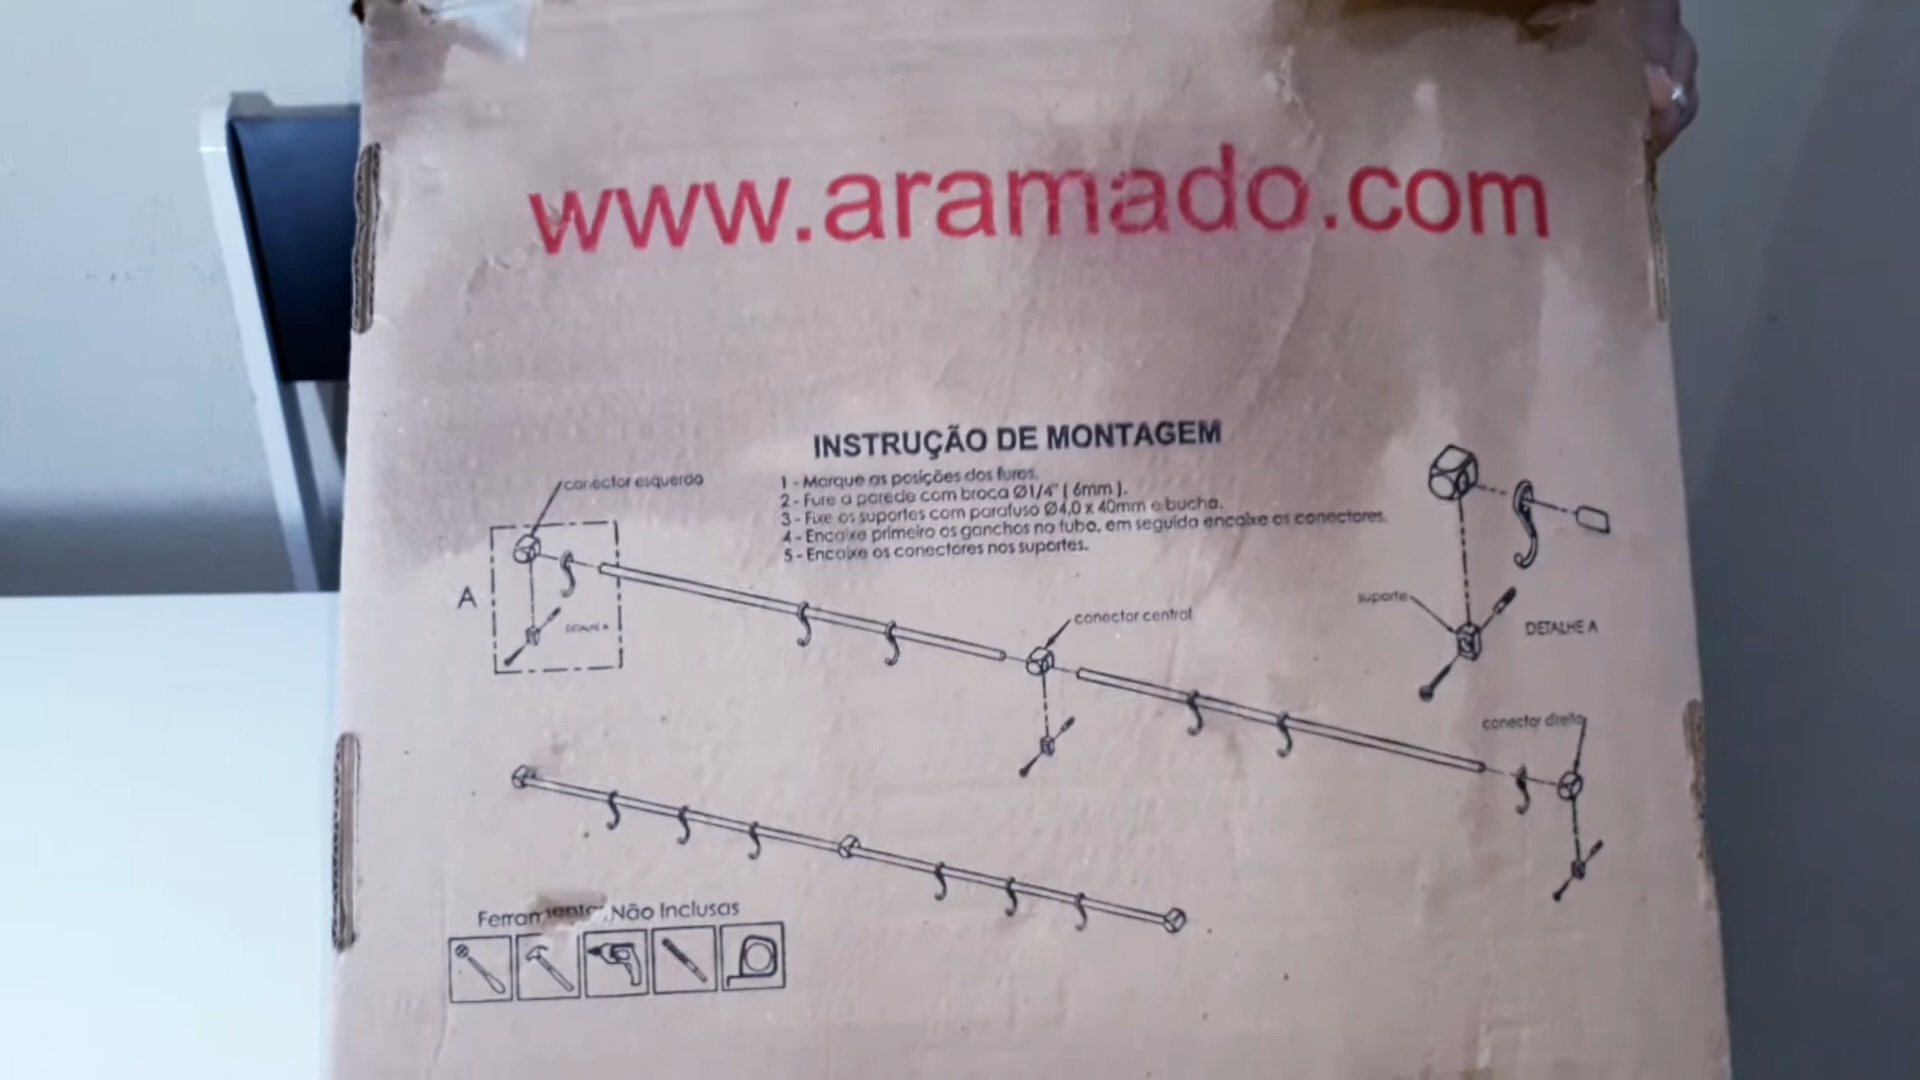 www.aramado.com
INSTRUÇÃO DE MONTAGEM
1 - Marque as posições dos furos.
2 - Fure a parede com broca Ø1/4" ( 6mm ).
3 - Fixe os suportes com parafuso Ø4,0 x 40mm e bucha.
4 - Encaixe primeiro os ganchos no tubo, em seguida encaixe os conectores.
5 - Encaixe os conectores nos suportes.
conector esquerdo
A
DETALHE A
conector central
suporte
DETALHE A
conector direito
Não Inclusas